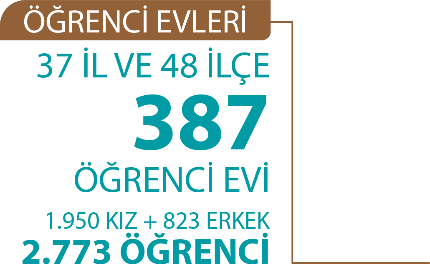 ÖĞRENCİ EVLERİ
37 İL VE 48 İLÇE
387
ÖĞRENCİ EVİ
1.950 KIZ + 823 ERKEK
2.773 ÖĞRENCİ